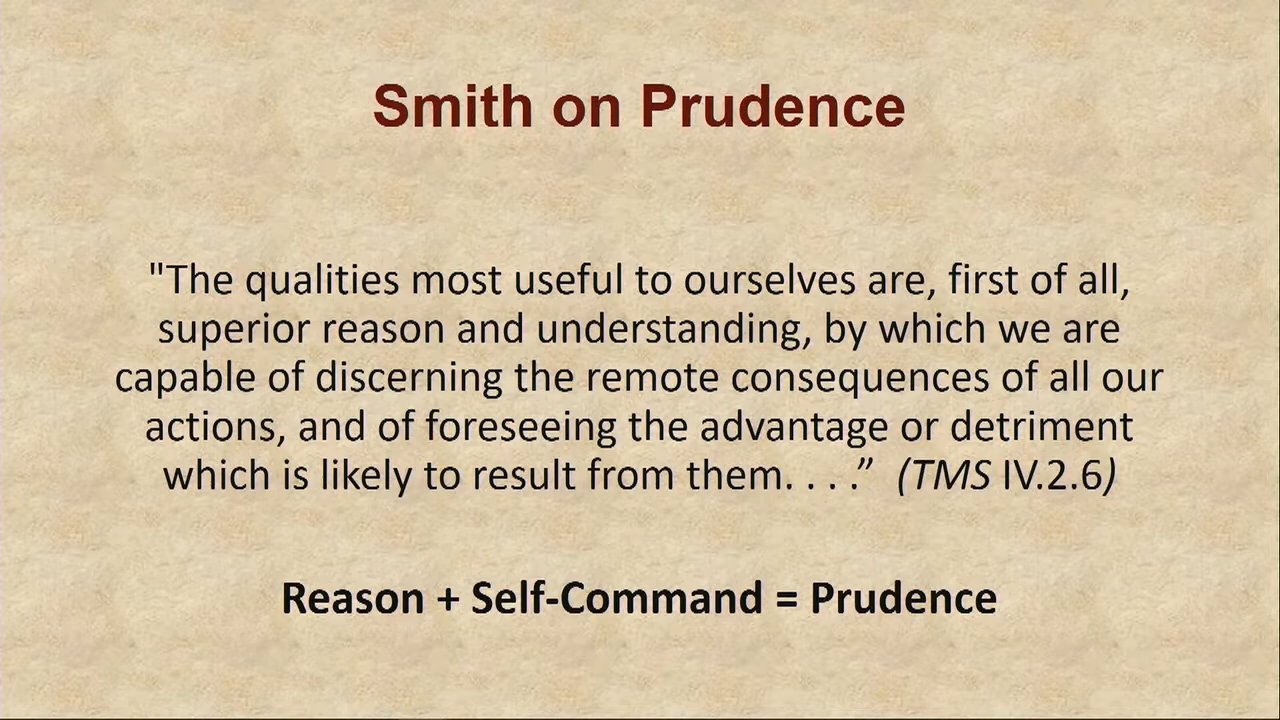 Smith on Prudence
"The qualities most useful to ourselves are, first of all,
superior reason and understanding, by which we are
capable of discerning the remote consequences of all our
actions, and of foreseeing the advantage or detriment
which is likely to result from them. . . .” (TMS IV.2.6)
Reason + Self-Command = Prudence